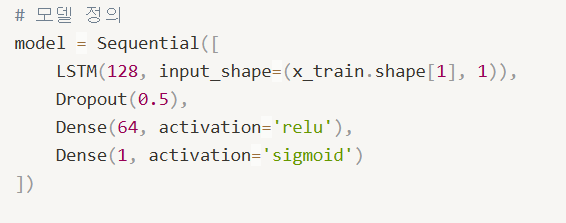 # 모델 정의
model = Sequential([
    LSTM(128, input_shape=(x_train.shape[1], 1)),
    Dropout(0.5),
    Dense(64, activation='relu'),
    Dense(1, activation='sigmoid')
])